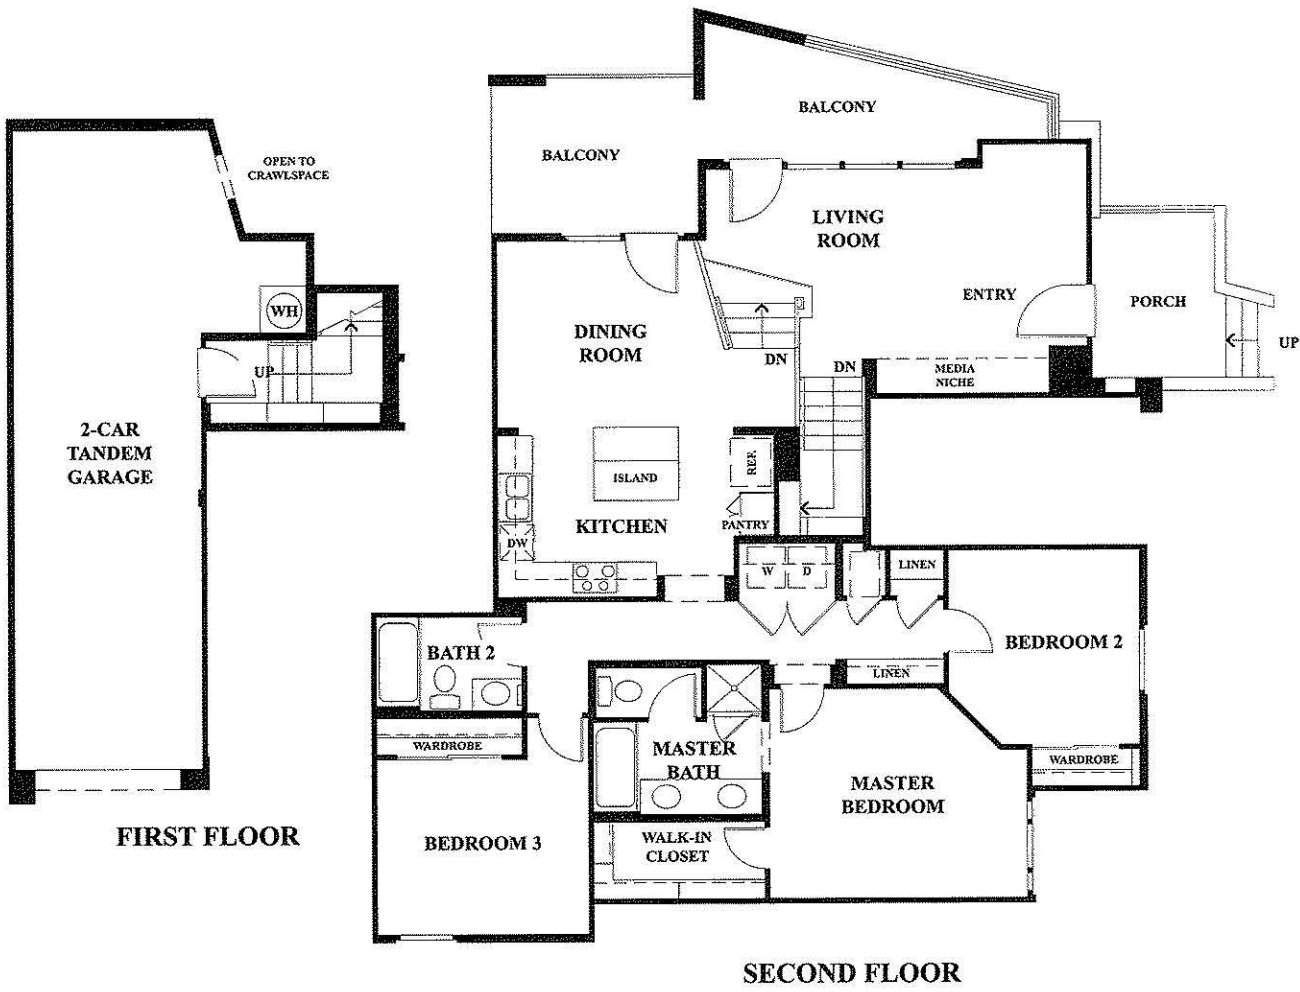 OPEN TO
CRAWLSPACE
WH
UP
2-CAR
TANDEM
GARAGE
FIRST FLOOR
BALCONY
BALCONY
LIVING
ROOM
ENTRY
PORCH
UP
DINING
ROOM
DN
DN
MEDIA
NICHE
REF.
ISLAND
KITCHEN
PANTRY
DW
W
D
LINEN
BEDROOM 2
BATH 2
LINEN
WARDROBE
MASTER
BATH
WARDROBE
MASTER
BEDROOM
BEDROOM 3
WALK-IN
CLOSET
SECOND FLOOR